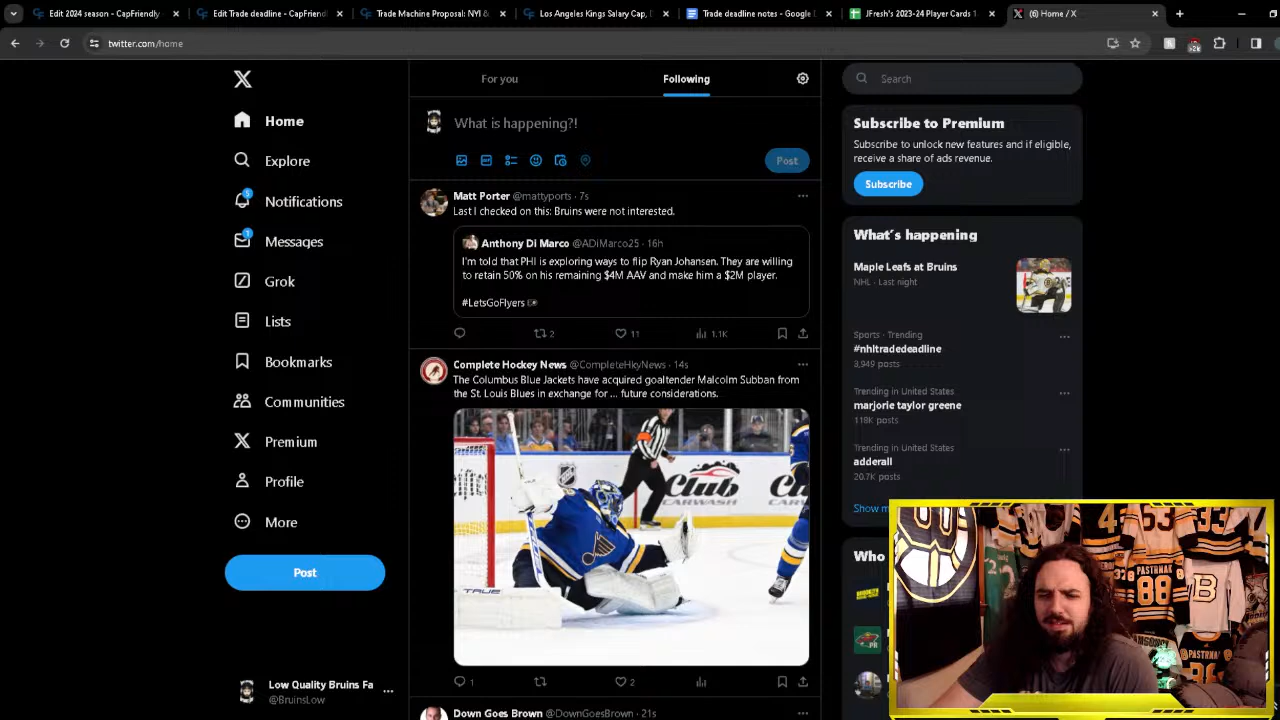 Edit 2024 season - CapFriendly
Edit Trade deadline - CapFriend
Trade Machine Proposal: NYI &
Los Angeles Kings Salary Cap,
Trade deadline notes - Google
JFresh's 2023-24 Player Cards
(6) Home / X
twitter.com/home
For you
Following
Search
Home
Explore
Notifications
Messages
Grok
Lists
Bookmarks
Communities
Premium
Profile
More
Post
Low Quality Bruins Fa
@BruinsLow
What is happening?!
Post
Matt Porter @mattyports · 7s
Last I checked on this: Bruins were not interested.
Anthony Di Marco @ADiMarco25 · 16h
I'm told that PHI is exploring ways to flip Ryan Johansen. They are willing
to retain 50% on his remaining $4M AAV and make him a $2M player.
#LetsGoFlyers
2
11
1.1K
Complete Hockey News @CompleteHkyNews · 14s
The Columbus Blue Jackets have acquired goaltender Malcolm Subban from
the St. Louis Blues in exchange for ... future considerations.
Club
CARWASH
TRUE
1
2
Down Goes Brown @DownGoesBrown · 21s
Subscribe to Premium
Subscribe to unlock new features and if eligible,
receive a share of ads revenue.
Subscribe
What's happening
Maple Leafs at Bruins
NHL · Last night
Sports · Trending
#nhltradedeadline
3,949 posts
Trending in United States
marjorie taylor greene
118K posts
Trending in United States
adderall
20.7K posts
Show
Who
PASTRNAK
88
B
33
PASTRNAK